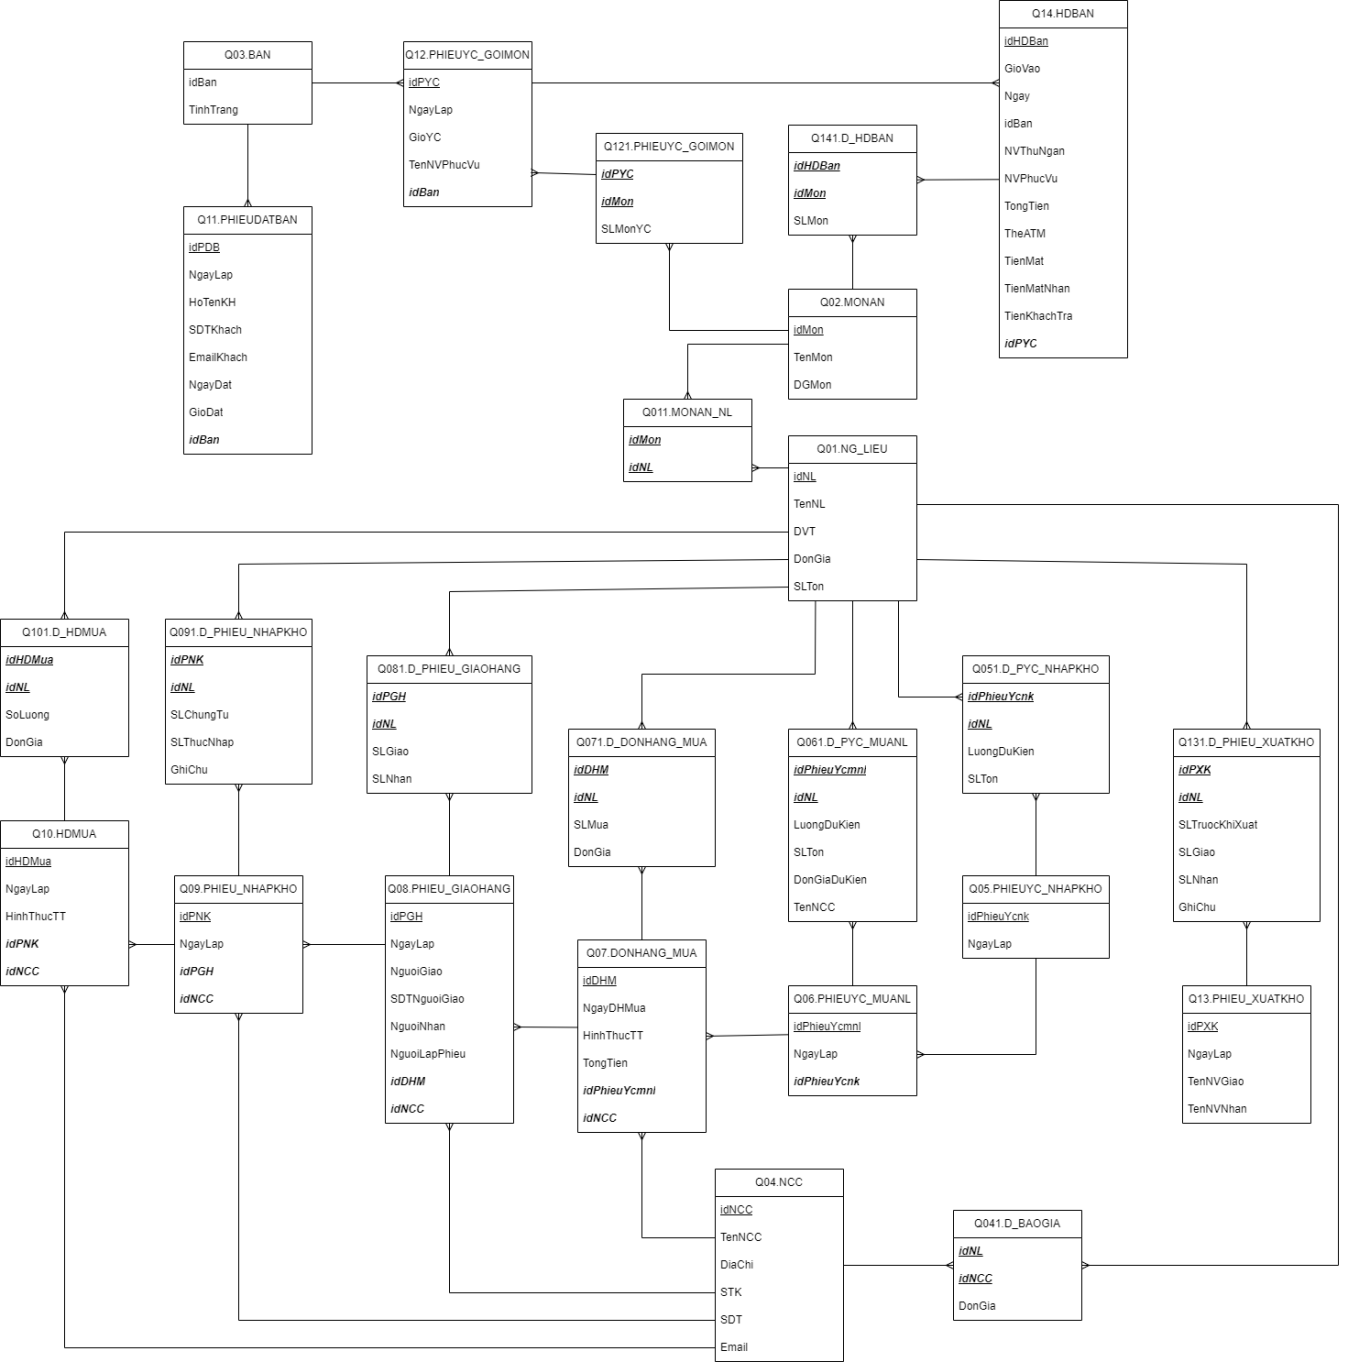 Q14.HDBAN
idHDBan
GioVao
Ngay
idBan
NVThuNgan
NVPhucVu
TongTien
TheATM
TienMat
TienMatNhan
TienKhachTra
idPYC
Q03.BAN
idBan
TinhTrang
Q12.PHIEUYC_GOIMON
idPYC
NgayLap
GioYC
TenNVPhucVu
idBan
Q121.PHIEUYC_GOIMON
idPYC
idMon
SLMonYC
Q141.D_HDBAN
idHDBan
idMon
SLMon
Q11.PHIEUDATBAN
idPDB
NgayLap
HoTenKH
SDTKhach
EmailKhach
NgayDat
GioDat
idBan
Q02.MONAN
idMon
TenMon
DGMon
Q011.MONAN_NL
idMon
idNL
Q01.NG_LIEU
idNL
TenNL
DVT
DonGia
SLTon
Q101.D_HDMUA
idHDMua
idNL
SoLuong
DonGia
Q091.D_PHIEU_NHAPKHO
idPNK
idNL
SLChungTu
SLThucNhap
GhiChu
Q081.D_PHIEU_GIAOHANG
idPGH
idNL
SLGiao
SLNhan
Q071.D_DONHANG_MUA
idDHM
idNL
SLMua
DonGia
Q061.D_PYC_MUANL
idPhieuYcmnl
idNL
LuongDuKien
SLTon
DonGiaDuKien
TenNCC
Q051.D_PYC_NHAPKHO
idPhieuYcnk
idNL
LuongDuKien
SLTon
Q131.D_PHIEU_XUATKHO
idPXK
idNL
SLTruocKhiXuat
SLGiao
SLNhan
GhiChu
Q10.HDMUA
idHDMua
NgayLap
HinhThucTT
idPNK
idNCC
Q09.PHIEU_NHAPKHO
idPNK
NgayLap
idPGH
idNCC
Q08.PHIEU_GIAOHANG
idPGH
NgayLap
NguoiGiao
SDTNguoiGiao
NguoiNhan
NguoiLapPhieu
idDHM
idNCC
Q07.DONHANG_MUA
idDHM
NgayDHMua
HinhThucTT
TongTien
idPhieuYcmnl
idNCC
Q06.PHIEUYC_MUANL
idPhieuYcmnl
NgayLap
idPhieuYcnk
Q05.PHIEUYC_NHAPKHO
idPhieuYcnk
NgayLap
Q13.PHIEU_XUATKHO
idPXK
NgayLap
TenNVGiao
TenNVNhan
Q04.NCC
idNCC
TenNCC
DiaChi
STK
SDT
Email
Q041.D_BAOGIA
idNL
idNCC
DonGia